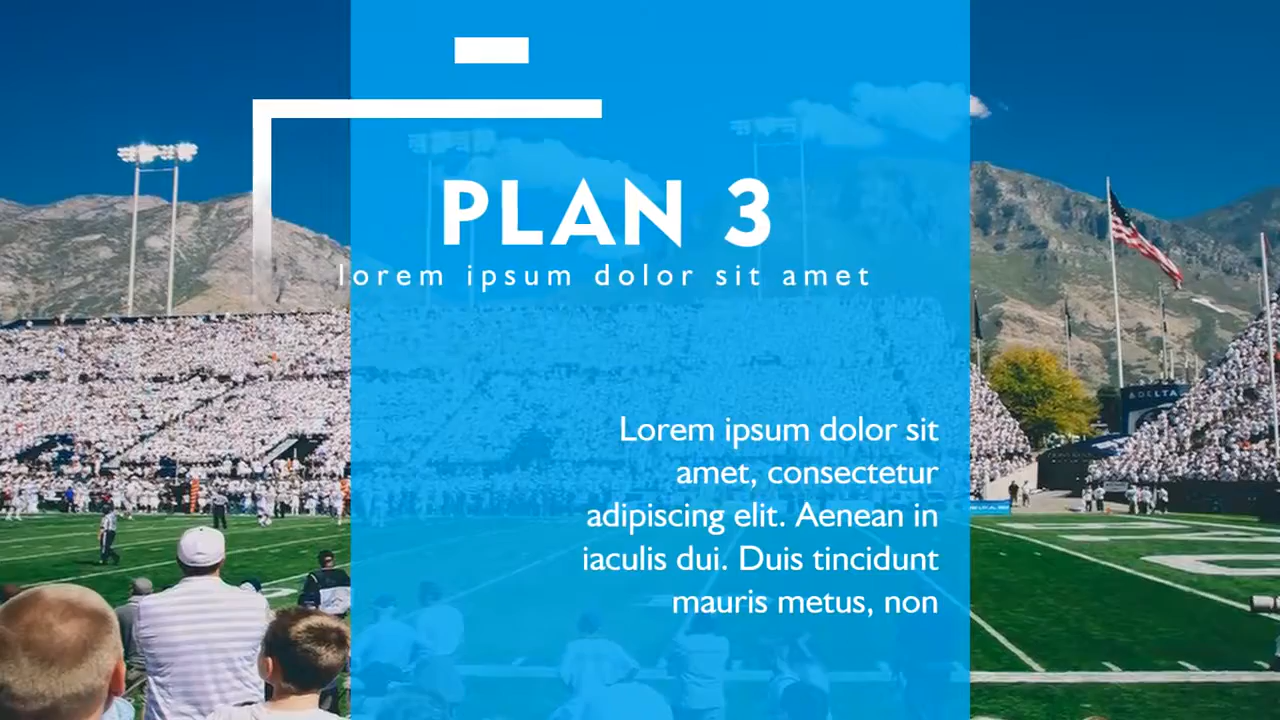 PLAN 3
lorem ipsum dolor sit amet
Lorem ipsum dolor sit
amet, consectetur
adipiscing elit. Aenean in
iaculis dui. Duis tincidunt
mauris metus, non
DELTA